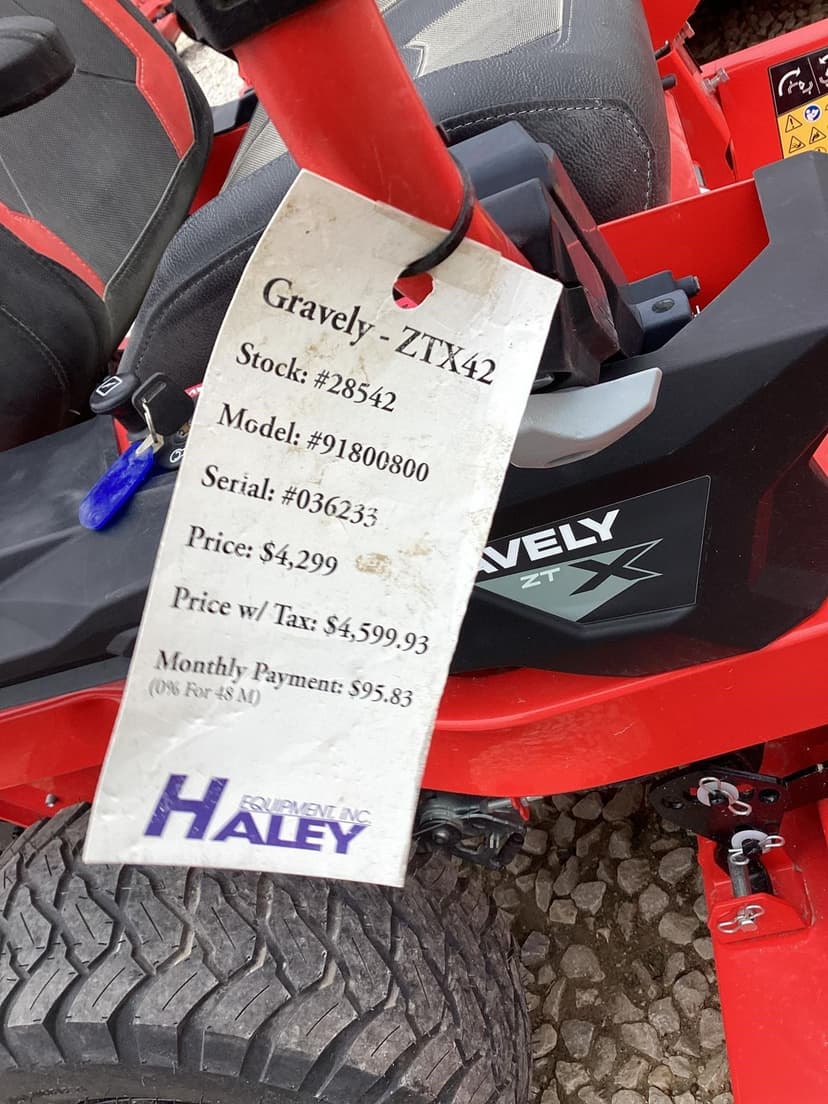 Gravely - ZTX42
Stock: #28542
Model: #91800800
Serial: #036233
Price: $4,299
Price w/ Tax: $4,599.93
Monthly Payment: $95.83
(0% For 48 M)
HALEY EQUIPMENT, INC.
AVELY
ZT X